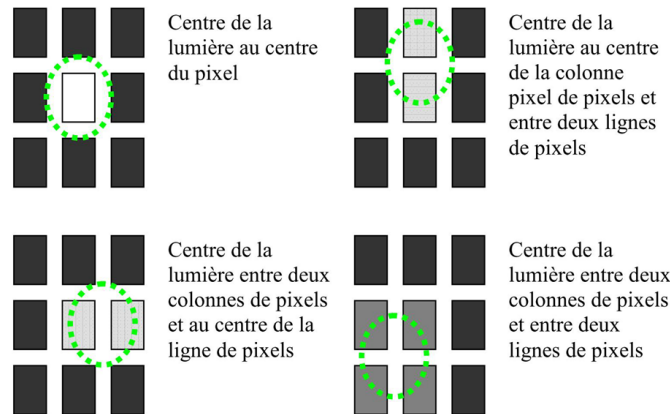 Centre de la
lumière au centre
du pixel
Centre de la
lumière au centre
de la colonne
pixel de pixels et
entre deux lignes
de pixels
Centre de la
lumière entre deux
colonnes de pixels
et au centre de la
ligne de pixels
Centre de la
lumière entre deux
colonnes de pixels
et entre deux
lignes de pixels